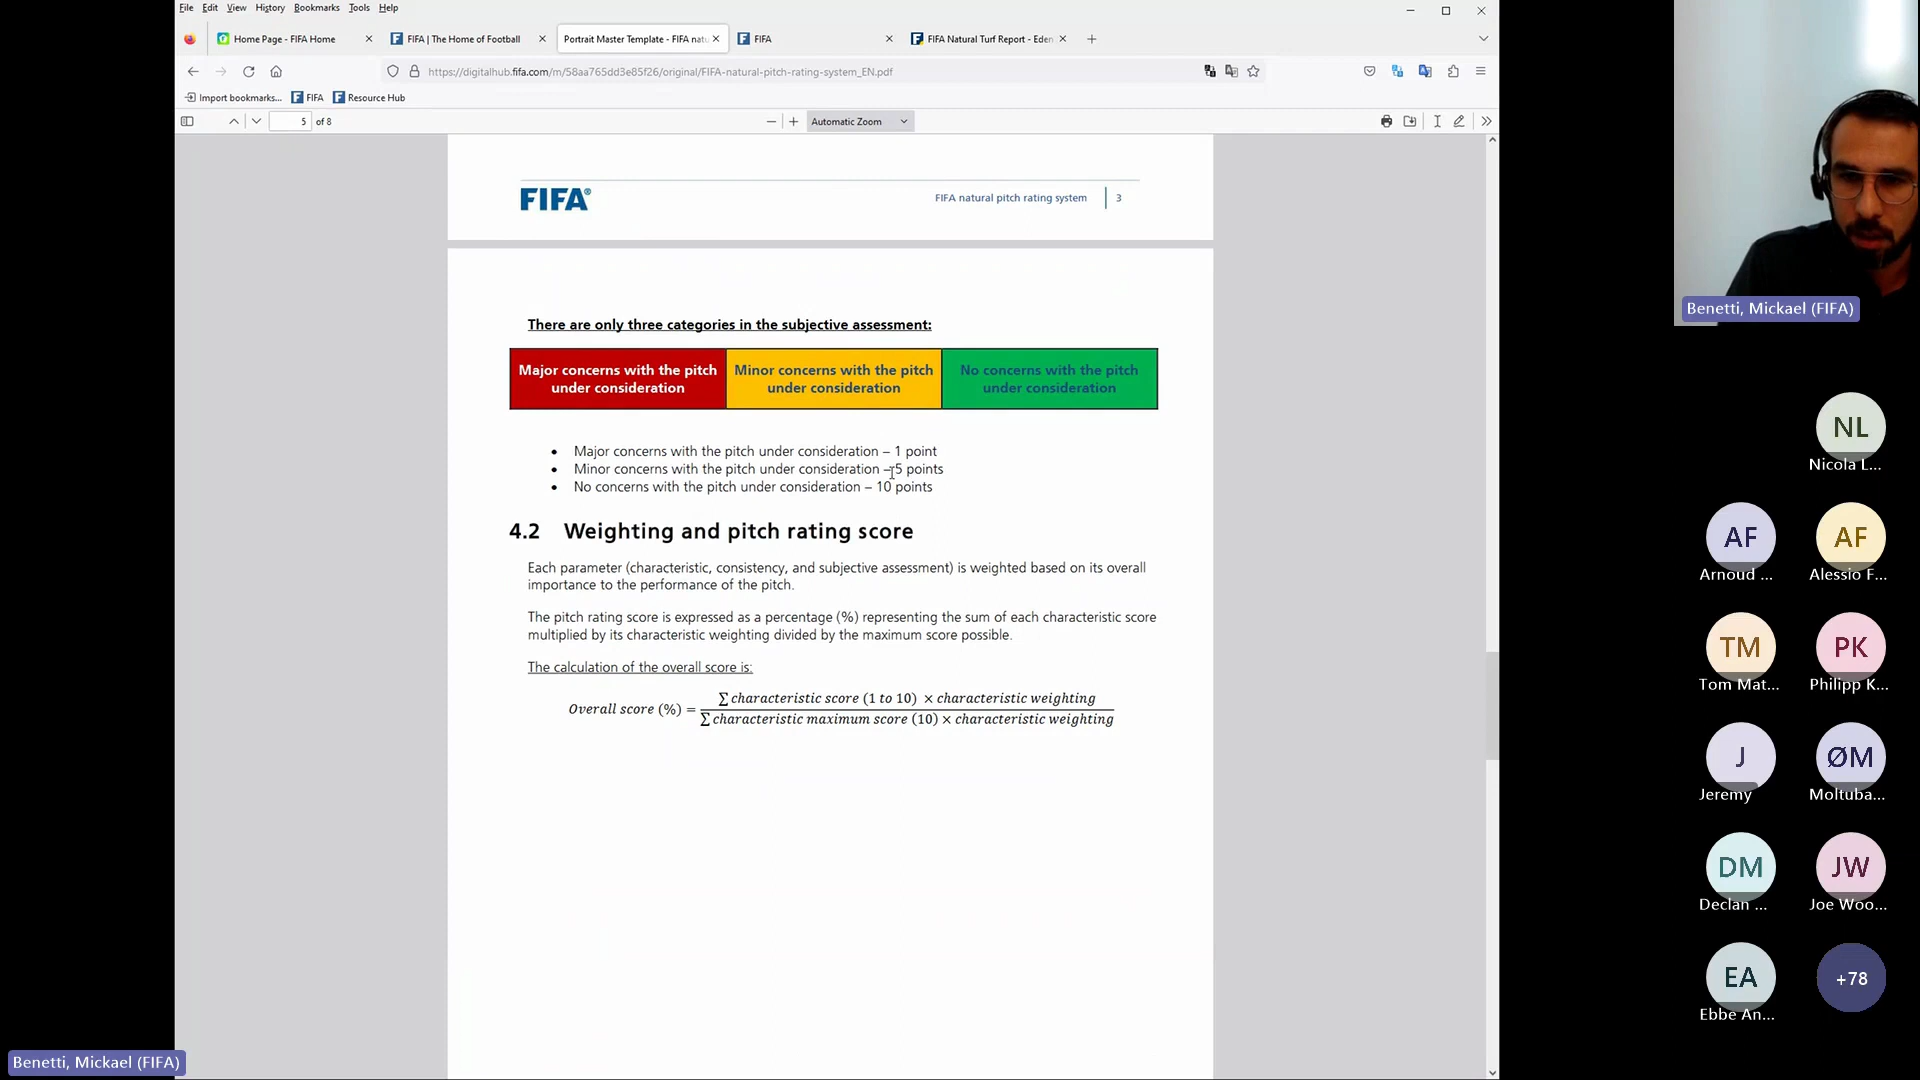 File Edit View History Bookmarks Tools Help
Home Page - FIFA Home
FIFA | The Home of Football
Portrait Master Template - FIFA natu
FIFA
FIFA Natural Turf Report - Eden
https://digitalhub.fifa.com/m/58aa765dd3e85f26/original/FIFA-natural-pitch-rating-system_EN.pdf
Import bookmarks... FIFA Resource Hub
5 of 8
Automatic Zoom
FIFA®
FIFA natural pitch rating system 3
There are only three categories in the subjective assessment:
Major concerns with the pitch
under consideration
Minor concerns with the pitch
under consideration
No concerns with the pitch
under consideration
• Major concerns with the pitch under consideration – 1 point
• Minor concerns with the pitch under consideration – 5 points
• No concerns with the pitch under consideration – 10 points
4.2 Weighting and pitch rating score
Each parameter (characteristic, consistency, and subjective assessment) is weighted based on its overall
importance to the performance of the pitch.
The pitch rating score is expressed as a percentage (%) representing the sum of each characteristic score
multiplied by its characteristic weighting divided by the maximum score possible.
The calculation of the overall score is:
∑ characteristic score (1 to 10) × characteristic weighting
Overall score (%) =
∑ characteristic maximum score (10) × characteristic weighting
Benetti, Mickael (FIFA)
NL
Nicola L...
AF
Arnoud ...
AF
Alessio F...
TM
Tom Mat...
PK
Philipp K...
J
Jeremy
ØM
Moltuba...
DM
Declan ...
JW
Joe Woo...
EA
Ebbe An...
+78
Benetti, Mickael (FIFA)